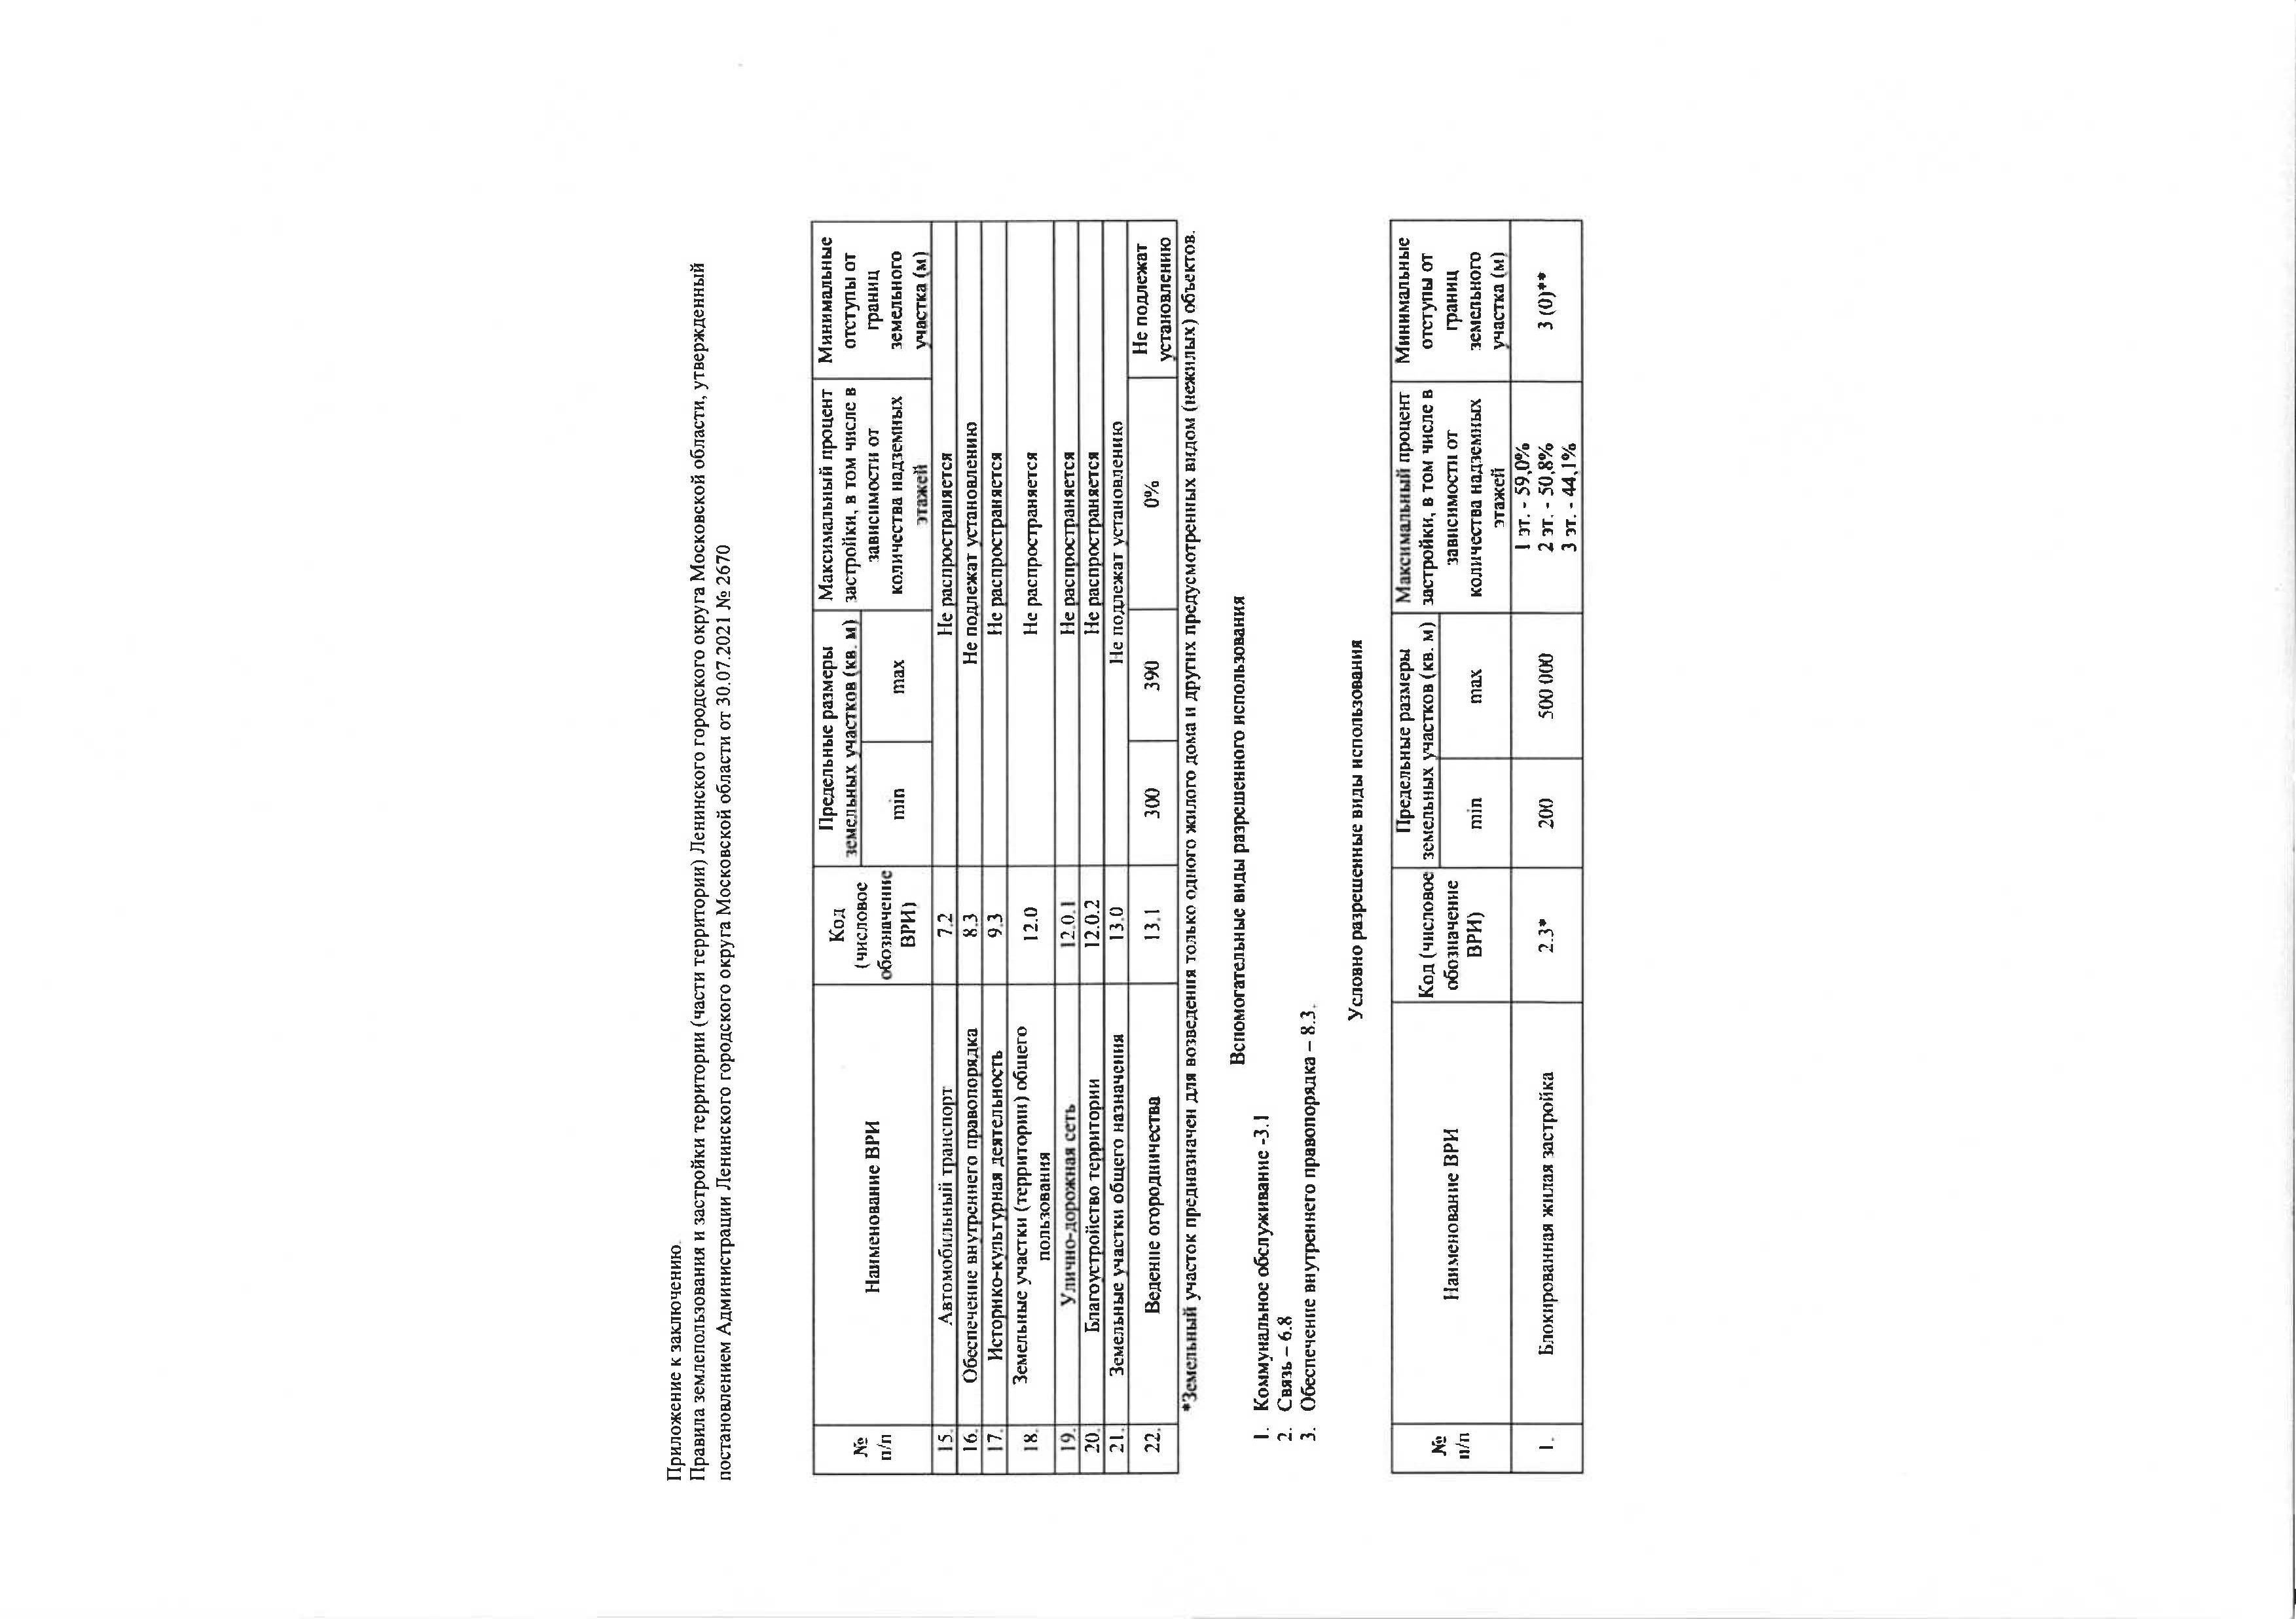 Приложение к заключению.
Правила землепользования и застройки территории (части территории) Ленинского городского округа Московской области, утвержденный
постановлением Администрации Ленинского городского округа Московской области от 30.07.2021 № 2670
№ п/п Наименование ВРИ Код (числовое обозначение ВРИ) Предельные размеры земельных участков (кв. м) min max Максимальный процент застройки, в том числе в зависимости от количества надземных этажей Минимальные отступы от границ земельного участка (м)
15. Автомобильный транспорт 7.2 Не распространяется
16. Обеспечение внутреннего правопорядка 8.3 Не подлежат установлению
17. Историко-культурная деятельность 9.3 Не распространяется
18. Земельные участки (территории) общего пользования 12.0 Не распространяется
19. Улично-дорожная сеть 12.0.1 Не распространяется
20. Благоустройство территории 12.0.2 Не распространяется
21. Земельные участки общего назначения 13.0 Не подлежат установлению
22. Ведение огородничества 13.1 300 390 0% Не подлежат установлению
*Земельный участок предназначен для возведения только одного жилого дома и других предусмотренных видом (нежилых) объектов.
Вспомогательные виды разрешенного использования
1. Коммунальное обслуживание -3.1
2. Связь – 6.8
3. Обеспечение внутреннего правопорядка – 8.3.
Условно разрешенные виды использования
№ п/п Наименование ВРИ Код (числовое обозначение ВРИ) Предельные размеры земельных участков (кв. м) min max Максимальный процент застройки, в том числе в зависимости от количества надземных этажей Минимальные отступы от границ земельного участка (м)
1. Блокированная жилая застройка 2.3* 200 500 000 1 эт. - 59,0% 2 эт. - 50,8% 3 эт. - 44,1% 3 (0)**